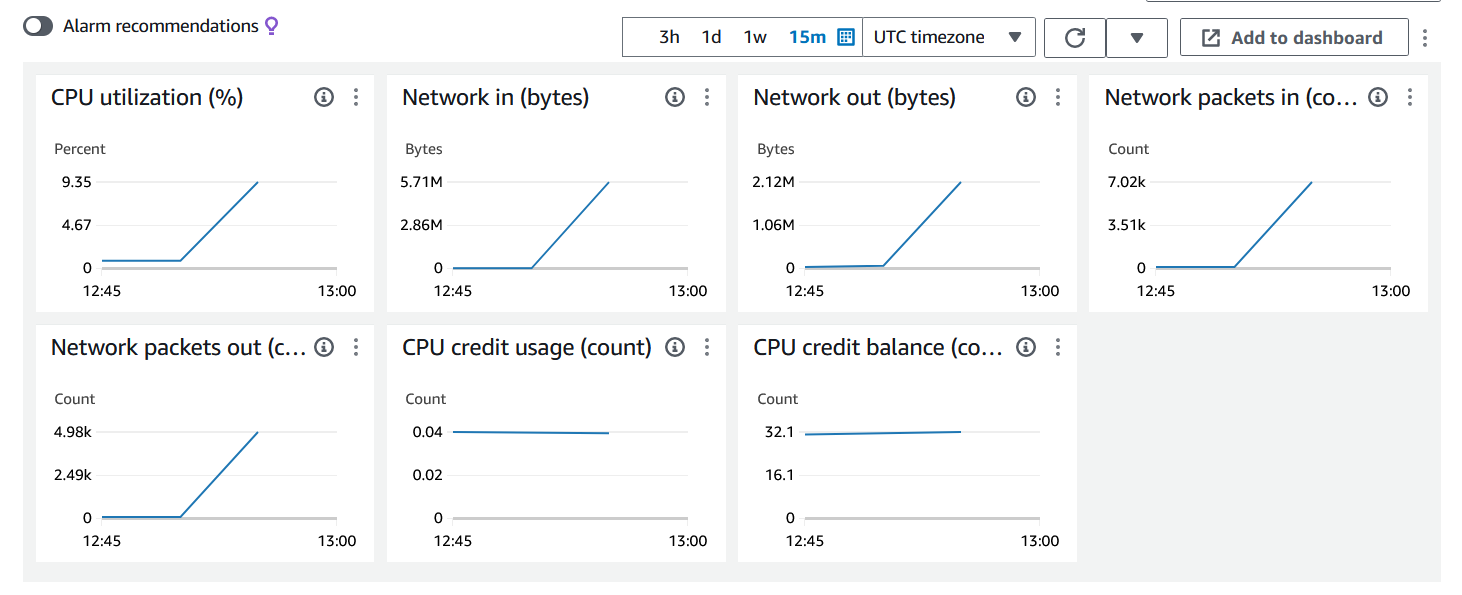 Alarm recommendations
3h 1d 1w 15m UTC timezone Add to dashboard
CPU utilization (%)
Percent
9.35
4.67
0
12:45 13:00
Network in (bytes)
Bytes
5.71M
2.86M
0
12:45 13:00
Network out (bytes)
Bytes
2.12M
1.06M
0
12:45 13:00
Network packets in (co...
Count
7.02k
3.51k
0
12:45 13:00
Network packets out (c...
Count
4.98k
2.49k
0
12:45 13:00
CPU credit usage (count)
Count
0.04
0.02
0
12:45 13:00
CPU credit balance (co...
Count
32.1
16.1
0
12:45 13:00